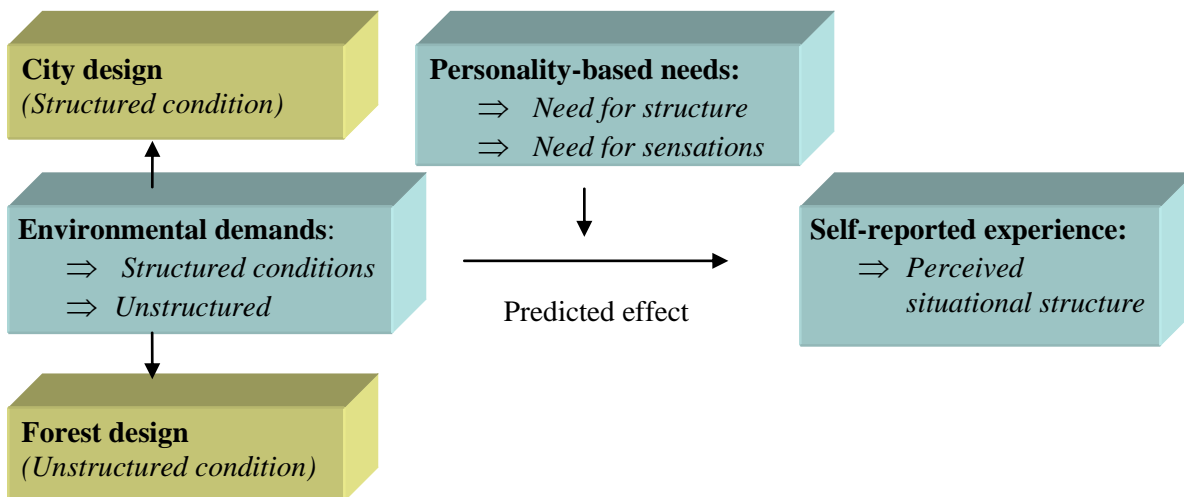 City design
(Structured condition)
Personality-based needs:
⇒ Need for structure
⇒ Need for sensations
Environmental demands:
⇒ Structured conditions
⇒ Unstructured
Self-reported experience:
⇒ Perceived
situational structure
Predicted effect
Forest design
(Unstructured condition)